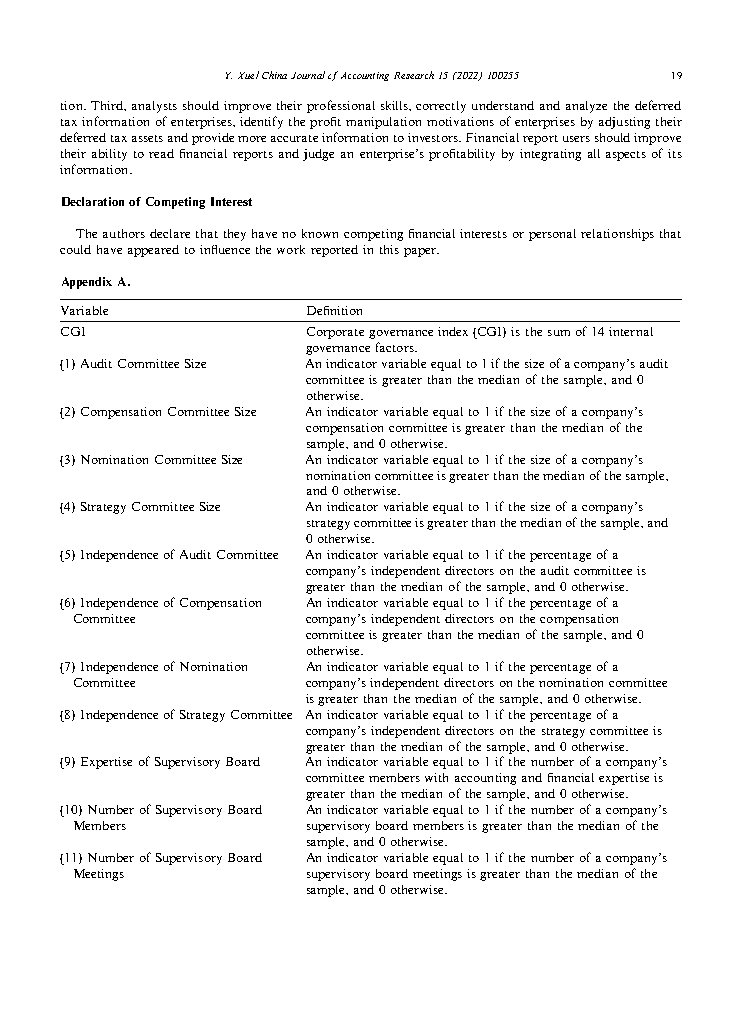 Y. Xue/China Journal of Accounting Research 15 (2022) 100255 19
tion. Third, analysts should improve their professional skills, correctly understand and analyze the deferred
tax information of enterprises, identify the profit manipulation motivations of enterprises by adjusting their
deferred tax assets and provide more accurate information to investors. Financial report users should improve
their ability to read financial reports and judge an enterprise's profitability by integrating all aspects of its
information.
Declaration of Competing Interest
The authors declare that they have no known competing financial interests or personal relationships that
could have appeared to influence the work reported in this paper.
Appendix A.
Variable Definition
CGI Corporate governance index (CGI) is the sum of 14 internal
governance factors.
(1) Audit Committee Size An indicator variable equal to 1 if the size of a company's audit
committee is greater than the median of the sample, and 0
otherwise.
(2) Compensation Committee Size An indicator variable equal to 1 if the size of a company's
compensation committee is greater than the median of the
sample, and 0 otherwise.
(3) Nomination Committee Size An indicator variable equal to 1 if the size of a company's
nomination committee is greater than the median of the sample,
and 0 otherwise.
(4) Strategy Committee Size An indicator variable equal to 1 if the size of a company's
strategy committee is greater than the median of the sample, and
0 otherwise.
(5) Independence of Audit Committee An indicator variable equal to 1 if the percentage of a
company's independent directors on the audit committee is
greater than the median of the sample, and 0 otherwise.
(6) Independence of Compensation An indicator variable equal to 1 if the percentage of a
Committee company's independent directors on the compensation
committee is greater than the median of the sample, and 0
otherwise.
(7) Independence of Nomination An indicator variable equal to 1 if the percentage of a
Committee company's independent directors on the nomination committee
is greater than the median of the sample, and 0 otherwise.
(8) Independence of Strategy Committee An indicator variable equal to 1 if the percentage of a
company's independent directors on the strategy committee is
greater than the median of the sample, and 0 otherwise.
(9) Expertise of Supervisory Board An indicator variable equal to 1 if the number of a company's
committee members with accounting and financial expertise is
greater than the median of the sample, and 0 otherwise.
(10) Number of Supervisory Board An indicator variable equal to 1 if the number of a company's
Members supervisory board members is greater than the median of the
sample, and 0 otherwise.
(11) Number of Supervisory Board An indicator variable equal to 1 if the number of a company's
Meetings supervisory board meetings is greater than the median of the
sample, and 0 otherwise.